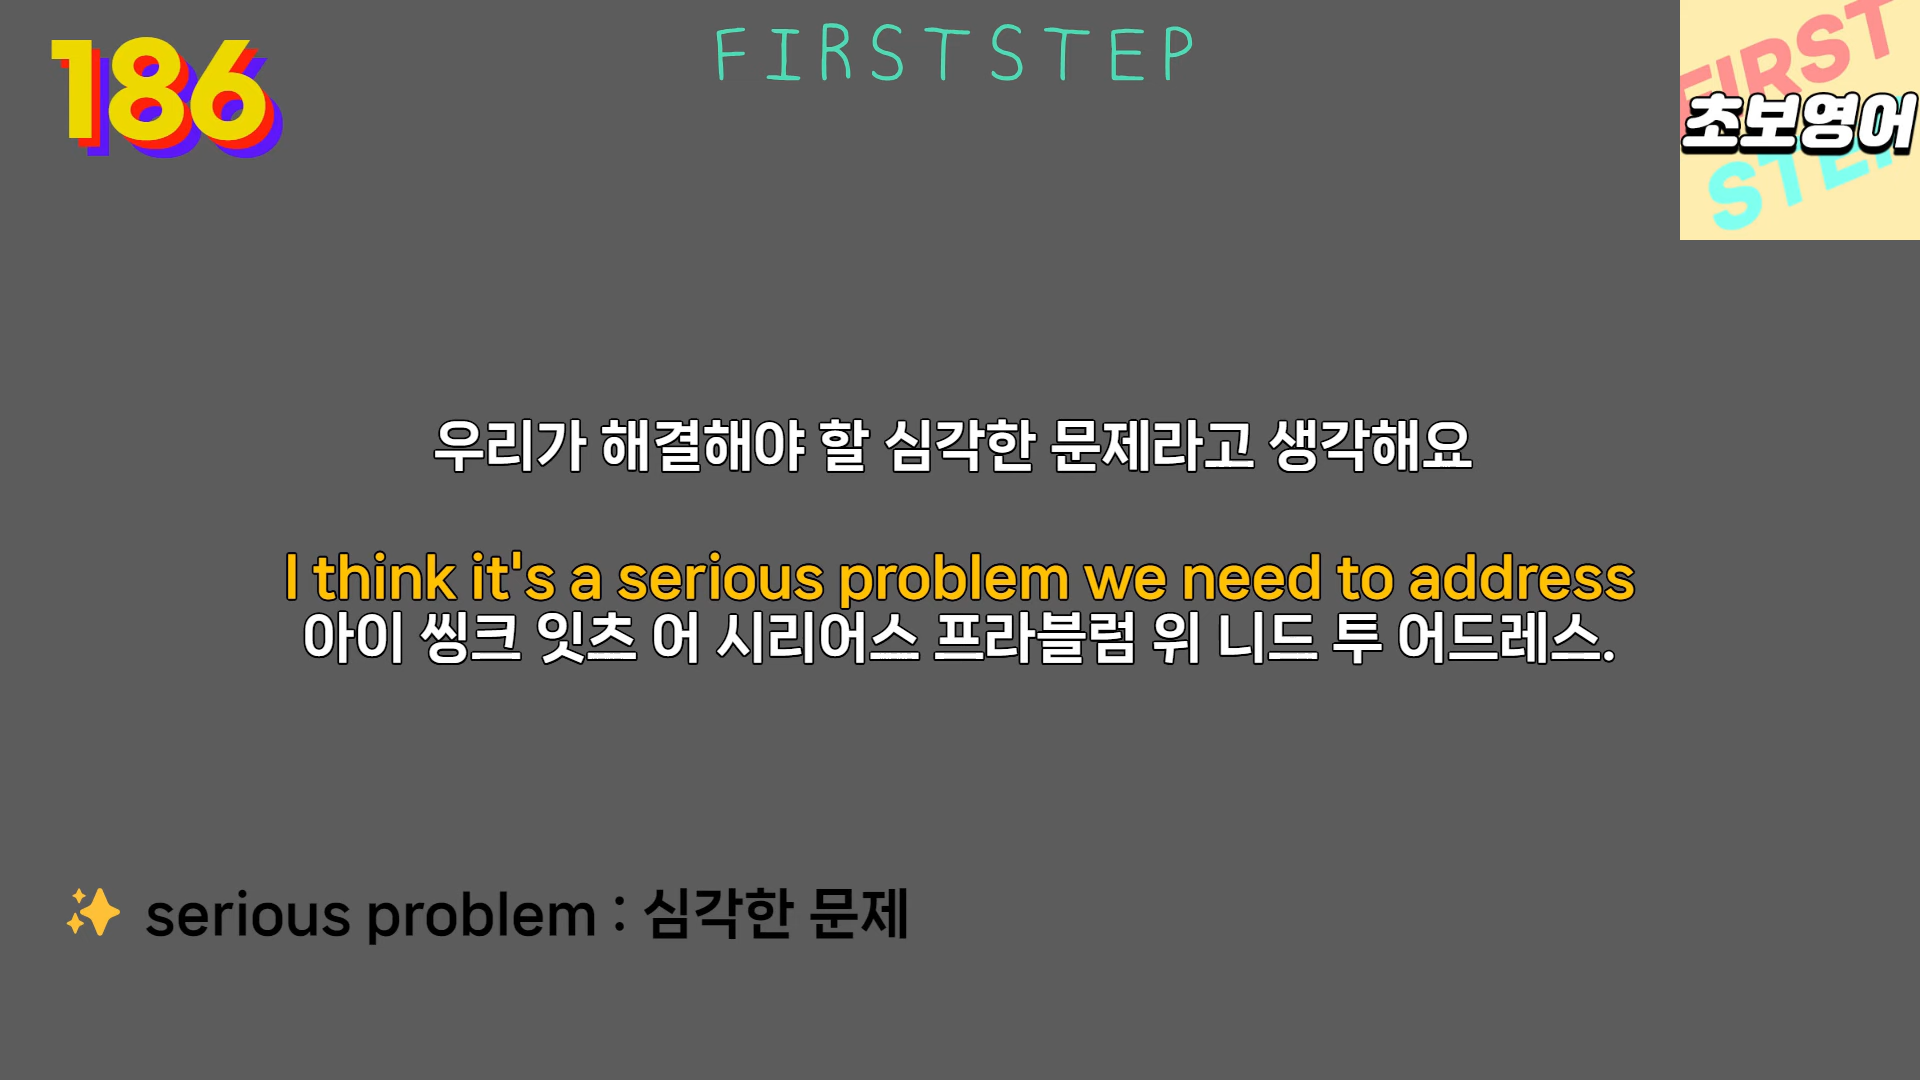 186
FIRSTSTEP
FIRST
초보영어
STEP
우리가 해결해야 할 심각한 문제라고 생각해요
I think it's a serious problem we need to address
아이 씽크 잇츠 어 시리어스 프라블럼 위 니드 투 어드레스.
✨ serious problem : 심각한 문제